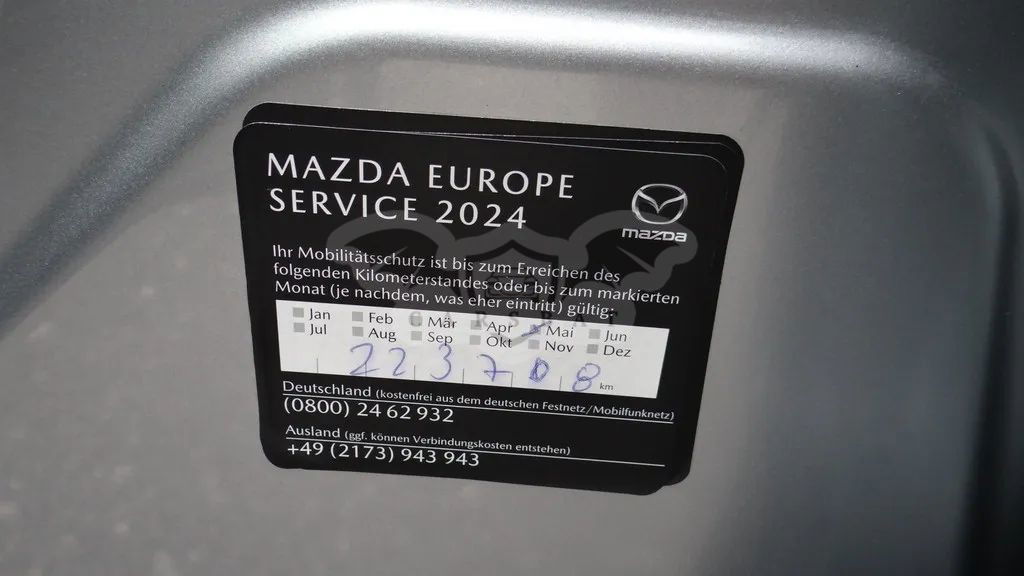 MAZDA EUROPE
SERVICE 2024
mazda
Ihr Mobilitätsschutz ist bis zum Erreichen des
folgenden Kilometerstandes oder bis zum markierten
Monat (je nachdem, was eher eintritt) gültig:
CARSBAT
Jan Feb Mär Apr Mai Jun
Jul Aug Sep Okt Nov Dez
223708 km
Deutschland (kostenfrei aus dem deutschen Festnetz/Mobilfunknetz)
(0800) 24 62 932
Ausland (ggf. können Verbindungskosten entstehen)
+49 (2173) 943 943